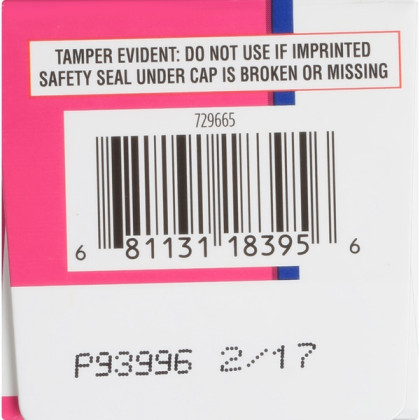 TAMPER EVIDENT: DO NOT USE IF IMPRINTED
SAFETY SEAL UNDER CAP IS BROKEN OR MISSING
729665
6 81131 18395 6
P93996 2/17